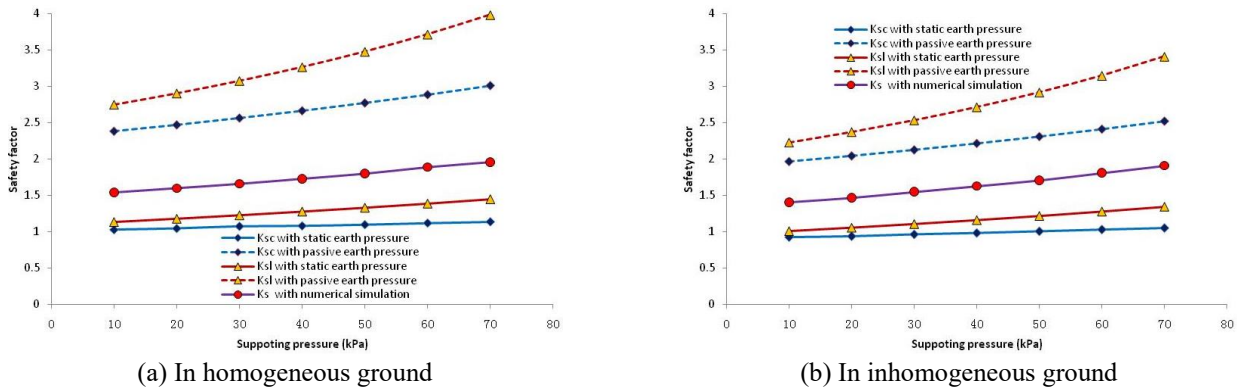 4
3.5
3
2.5
2
1.5
1
0.5
0
Safety factor
Ksc with static earth pressure
Ksc with passive earth pressure
Ksl with static earth pressure
Ksl with passive earth pressure
Ks with numerical simulation
0 10 20 30 40 50 60 70 80
Suppoting pressure (kPa)
(a) In homogeneous ground
4
3.5
3
2.5
2
1.5
1
0.5
0
Safety factor
Ksc with static earth pressure
Ksc with passive earth pressure
Ksl with static earth pressure
Ksl with passive earth pressure
Ks with numerical simulation
0 10 20 30 40 50 60 70 80
Suppoting pressure (kPa)
(b) In inhomogeneous ground